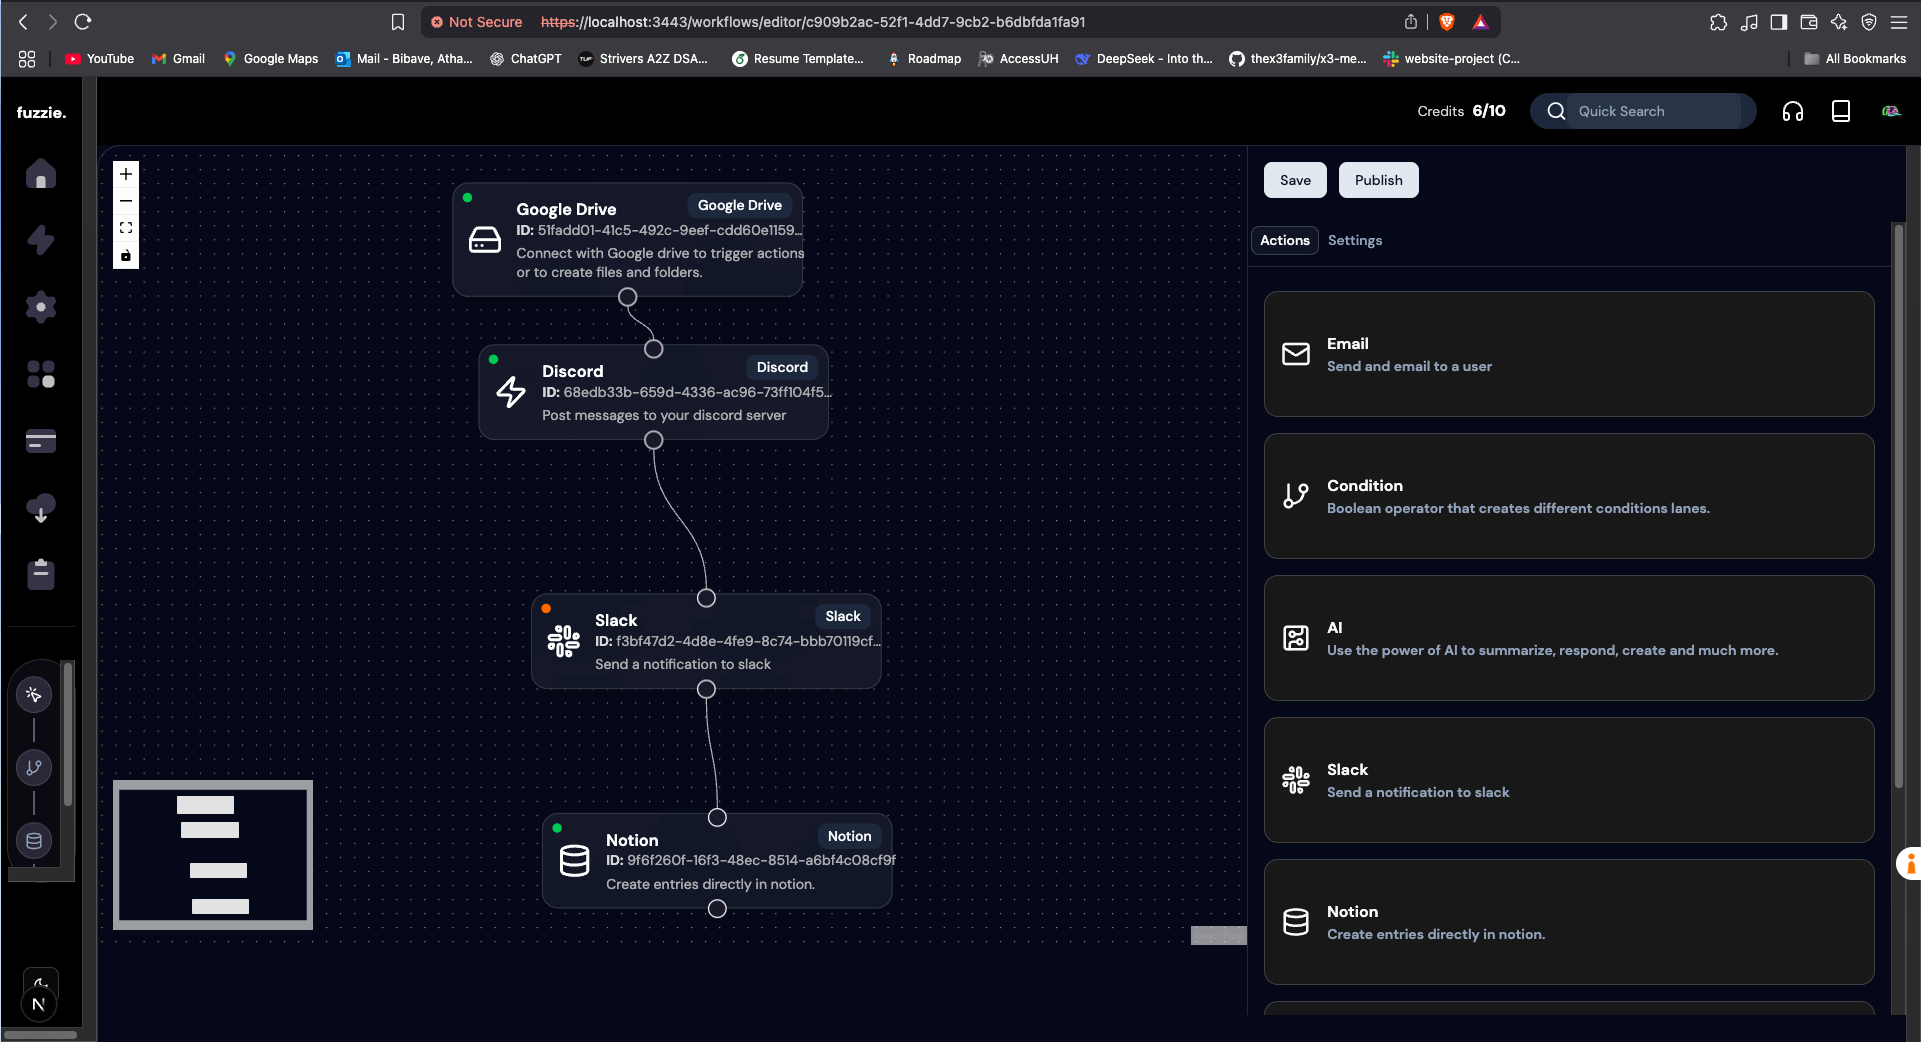 Not Secure https://localhost:3443/workflows/editor/c909b2ac-52f1-4dd7-9cb2-b6dbfda1fa91
YouTube Gmail Google Maps Mail - Bibave, Atha... ChatGPT TUF Strivers A2Z DSA... Resume Template... Roadmap AccessUH DeepSeek - Into th... thex3family/x3-me... website-project (C... All Bookmarks
fuzzie.
Credits 6/10
Quick Search
Save
Publish
Actions
Settings
Google Drive
Google Drive
ID: 51fadd01-41c5-492c-9eef-cdd60e1159...
Connect with Google drive to trigger actions
or to create files and folders.
Discord
Discord
ID: 68edb33b-659d-4336-ac96-73ff104f5...
Post messages to your discord server
Slack
Slack
ID: f3bf47d2-4d8e-4fe9-8c74-bbb70119cf...
Send a notification to slack
Notion
Notion
ID: 9f6f260f-16f3-48ec-8514-a6bf4c08cf9f
Create entries directly in notion.
Email
Send and email to a user
Condition
Boolean operator that creates different conditions lanes.
AI
Use the power of AI to summarize, respond, create and much more.
Slack
Send a notification to slack
Notion
Create entries directly in notion.
N